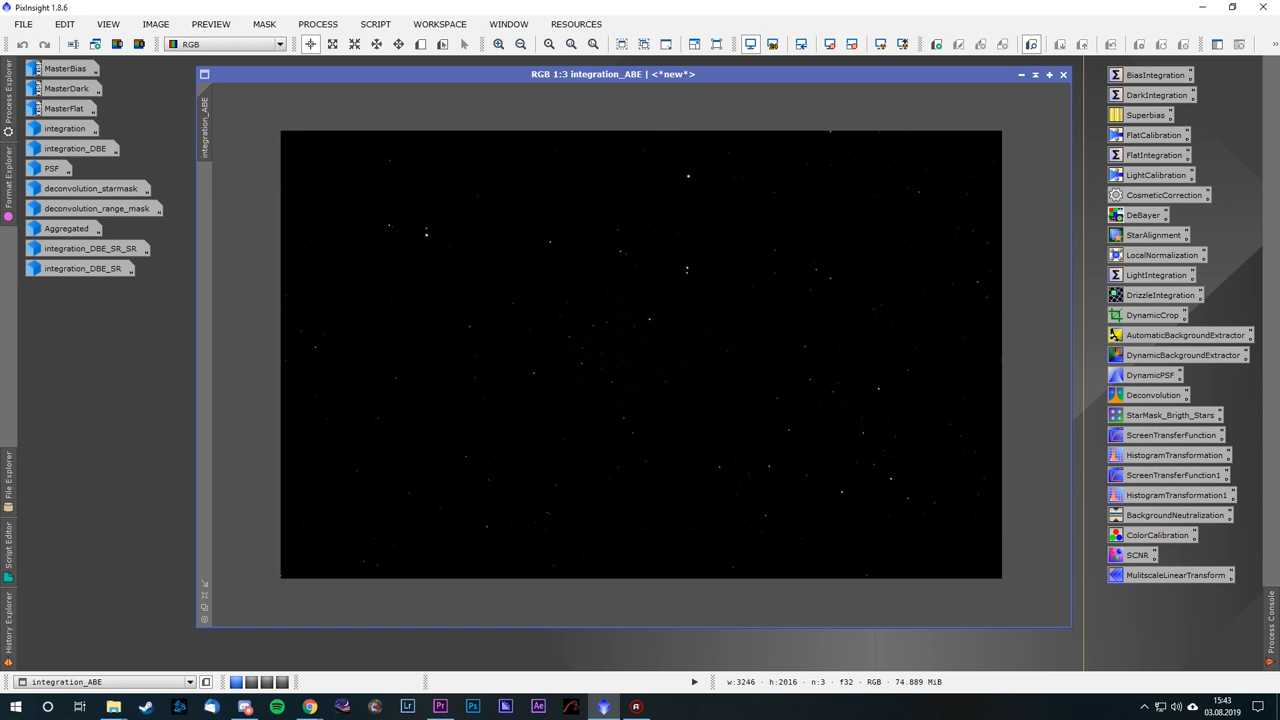 PixInsight 1.8.6
FILE EDIT VIEW IMAGE PREVIEW MASK PROCESS SCRIPT WORKSPACE WINDOW RESOURCES
RGB
RGB 1:3 integration_ABE | <*new*>
integration_ABE
Process Explorer
Format Explorer
File Explorer
Script Editor
History Explorer
MasterBias
MasterDark
MasterFlat
integration
integration_DBE
PSF
deconvolution_starmask
deconvolution_range_mask
Aggregated
integration_DBE_SR_SR
integration_DBE_SR
BiasIntegration
DarkIntegration
Superbias
FlatCalibration
FlatIntegration
LightCalibration
CosmeticCorrection
DeBayer
StarAlignment
LocalNormalization
LightIntegration
DrizzleIntegration
DynamicCrop
AutomaticBackgroundExtractor
DynamicBackgroundExtractor
DynamicPSF
Deconvolution
StarMask_Brigth_Stars
ScreenTransferFunction
HistogramTransformation
ScreenTransferFunction1
HistogramTransformation1
BackgroundNeutralization
ColorCalibration
SCNR
MulitscaleLinearTransform
Process Console
integration_ABE
w:3246 · h:2016 · n:3 · f32 · RGB · 74.889 MiB
15:43
03.08.2019